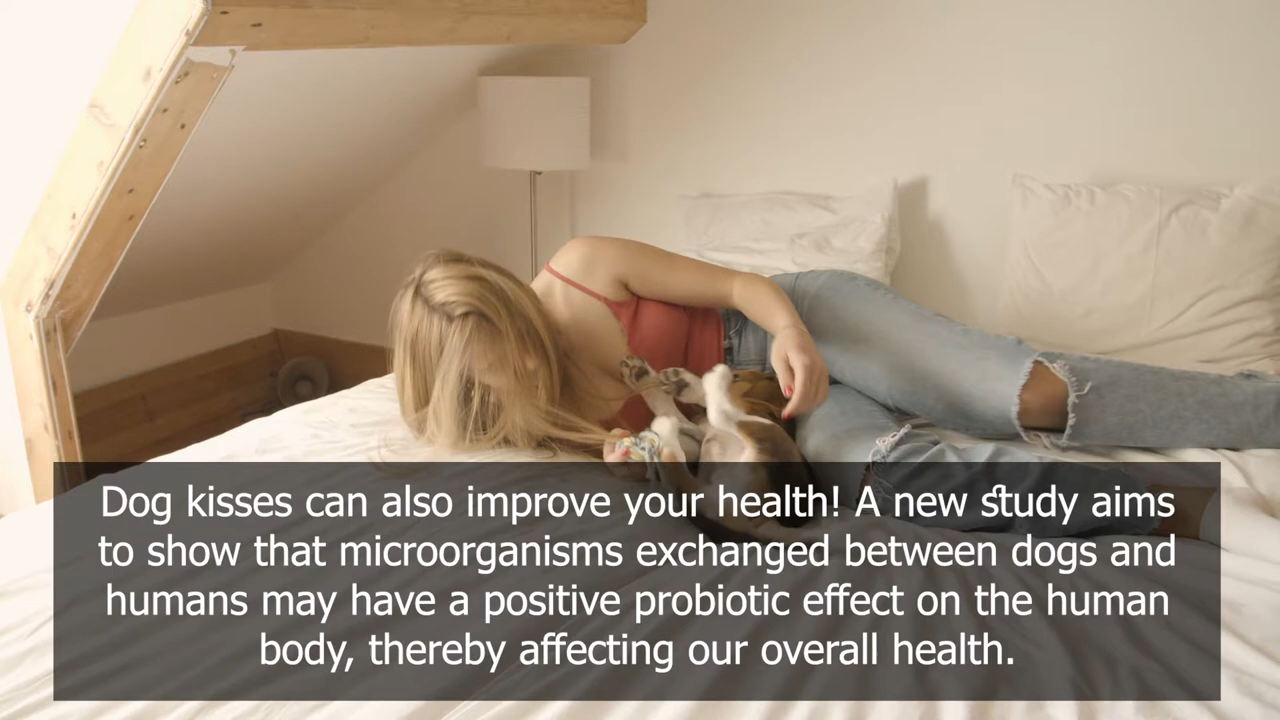 Dog kisses can also improve your health! A new study aims
to show that microorganisms exchanged between dogs and
humans may have a positive probiotic effect on the human
body, thereby affecting our overall health.